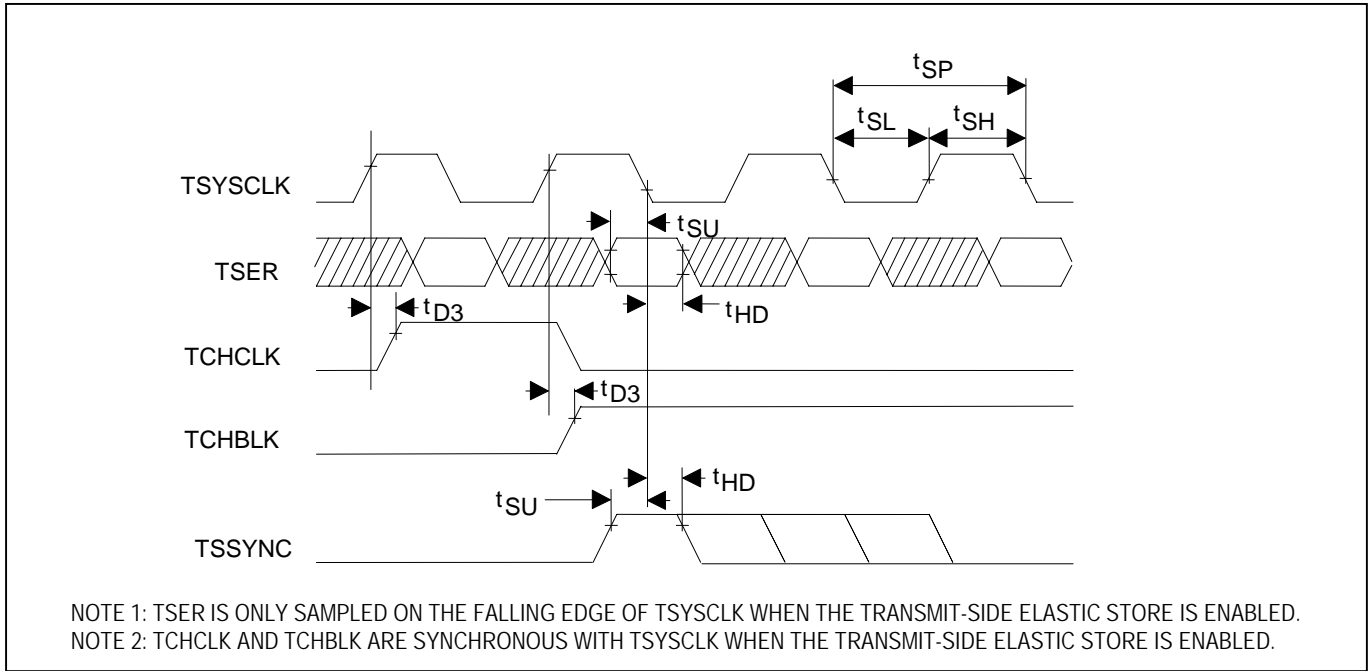 tSP
tSL
tSH
TSYSCLK
tSU
TSER
tD3
tHD
TCHCLK
tD3
TCHBLK
tHD
tSU
TSSYNC
NOTE 1: TSER IS ONLY SAMPLED ON THE FALLING EDGE OF TSYSCLK WHEN THE TRANSMIT-SIDE ELASTIC STORE IS ENABLED.
NOTE 2: TCHCLK AND TCHBLK ARE SYNCHRONOUS WITH TSYSCLK WHEN THE TRANSMIT-SIDE ELASTIC STORE IS ENABLED.